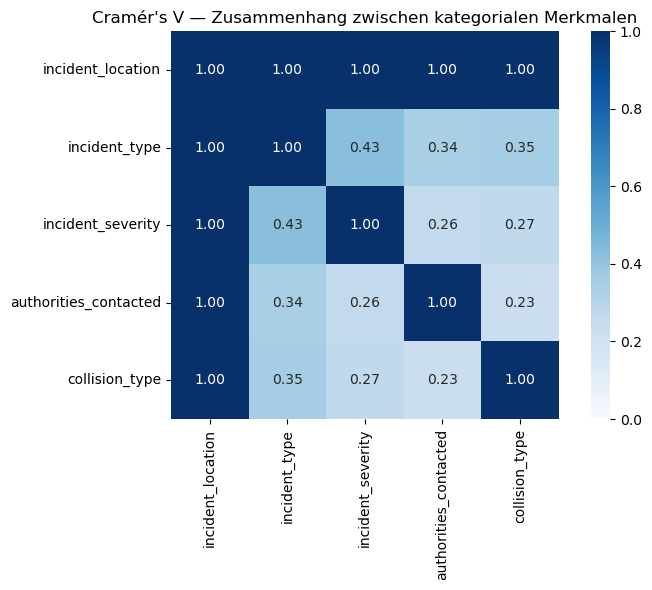 Cramér's V — Zusammenhang zwischen kategorialen Merkmalen
incident_location 1.00 1.00 1.00 1.00 1.00
incident_type 1.00 1.00 0.43 0.34 0.35
incident_severity 1.00 0.43 1.00 0.26 0.27
authorities_contacted 1.00 0.34 0.26 1.00 0.23
collision_type 1.00 0.35 0.27 0.23 1.00
incident_location
incident_type
incident_severity
authorities_contacted
collision_type
1.0
0.8
0.6
0.4
0.2
0.0